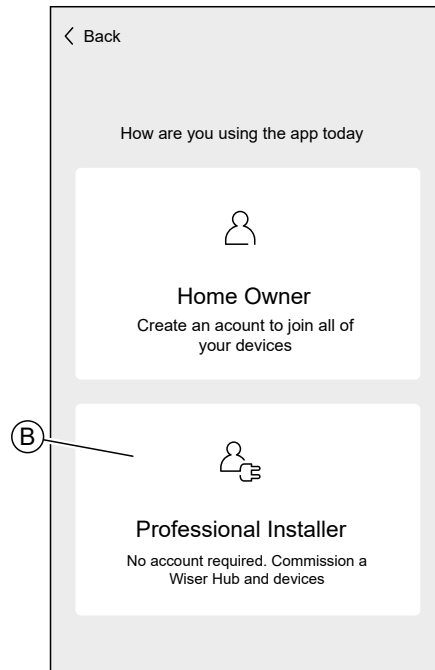 Back
How are you using the app today
Home Owner
Create an acount to join all of
your devices
B
Professional Installer
No account required. Commission a
Wiser Hub and devices